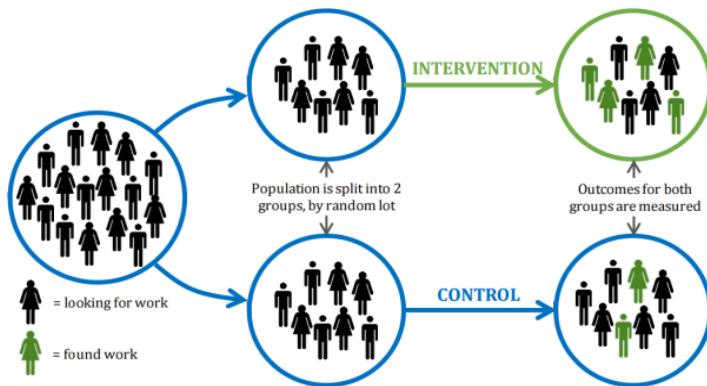 INTERVENTION
Population is split into 2
groups, by random lot
Outcomes for both
groups are measured
= looking for work
CONTROL
= found work